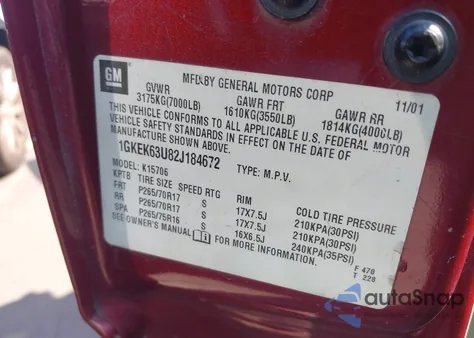 GM
MFD BY GENERAL MOTORS CORP 11/01
GVWR GAWR FRT GAWR RR
3175KG(7000LB) 1610KG(3550LB) 1814KG(4000LB)
THIS VEHICLE CONFORMS TO ALL APPLICABLE U.S. FEDERAL MOTOR
VEHICLE SAFETY STANDARDS IN EFFECT ON THE DATE OF
MANUFACTURE SHOWN ABOVE.
1GKEK63U82J184672 TYPE: M.P.V.
MODEL: K15706
KPTB TIRE SIZE SPEED RTG RIM COLD TIRE PRESSURE
FRT P265/70R17 S 17X7.5J 210KPA(30PSI)
RR P265/70R17 S 17X7.5J 210KPA(30PSI)
SPA P265/75R16 S 16X6.5J 240KPA(35PSI)
SEE OWNER'S MANUAL FOR MORE INFORMATION.
F 470
T 228
autoSnap